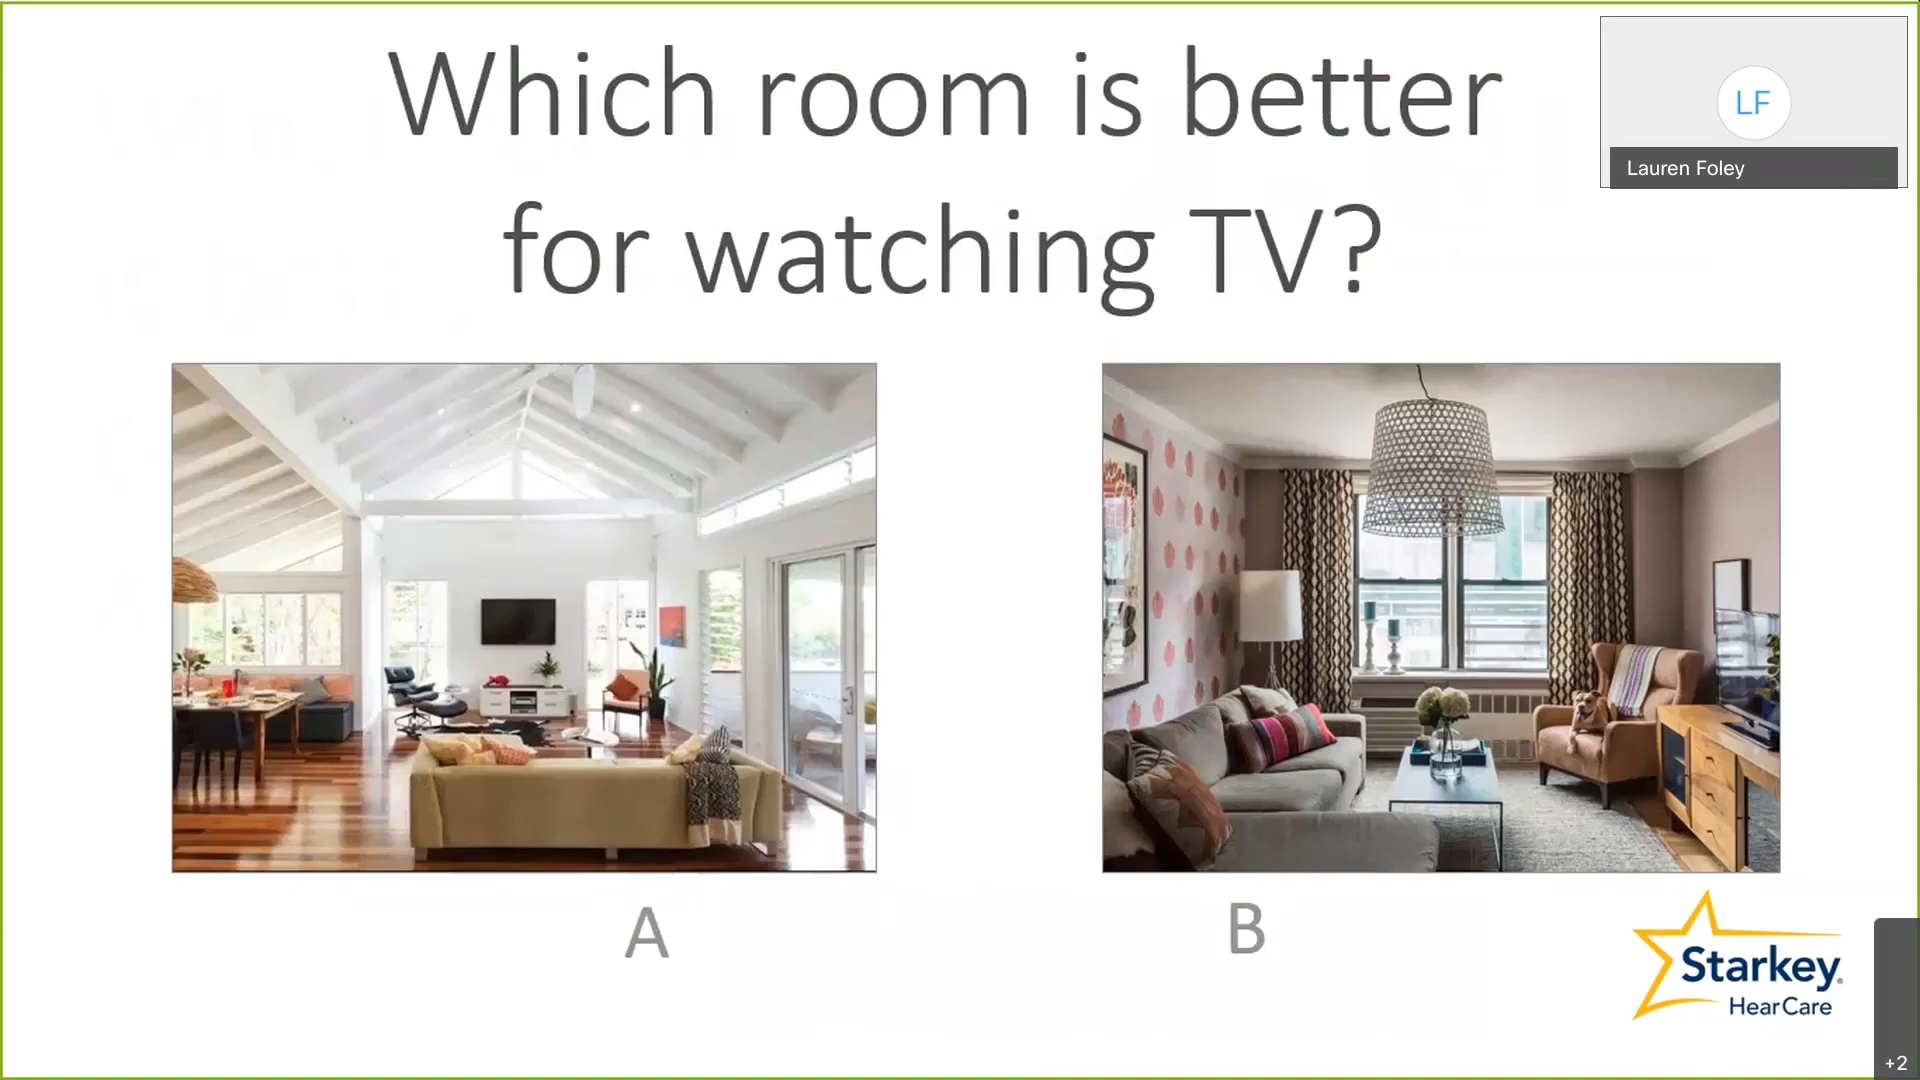 Which room is better
for watching TV?
LF
Lauren Foley
A
B
Starkey®
HearCare
+2